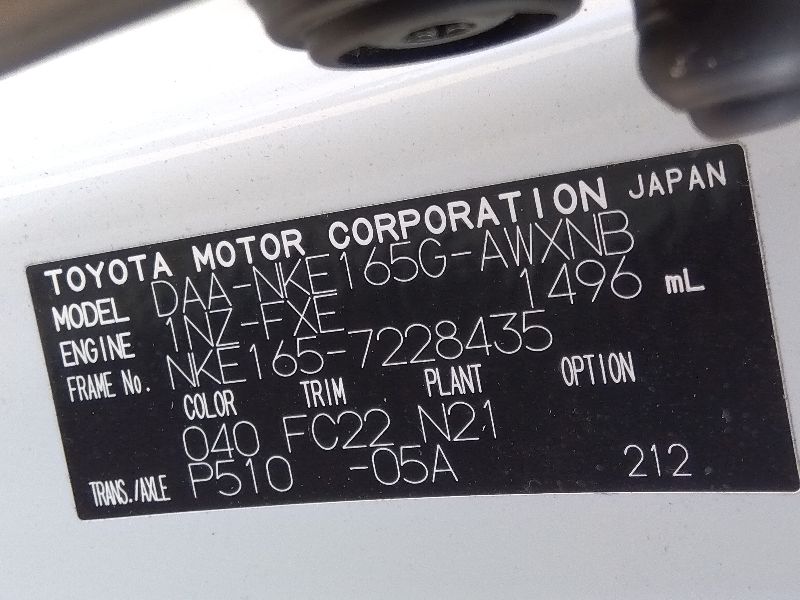 TOYOTA MOTOR CORPORATION JAPAN
MODEL DAA-NKE165G-AWXNB
ENGINE 1NZ-FXE 1496 mL
FRAME No. NKE165-7228435
COLOR TRIM PLANT OPTION
040 FC22 N21
TRANS./AXLE P510 -05A 212